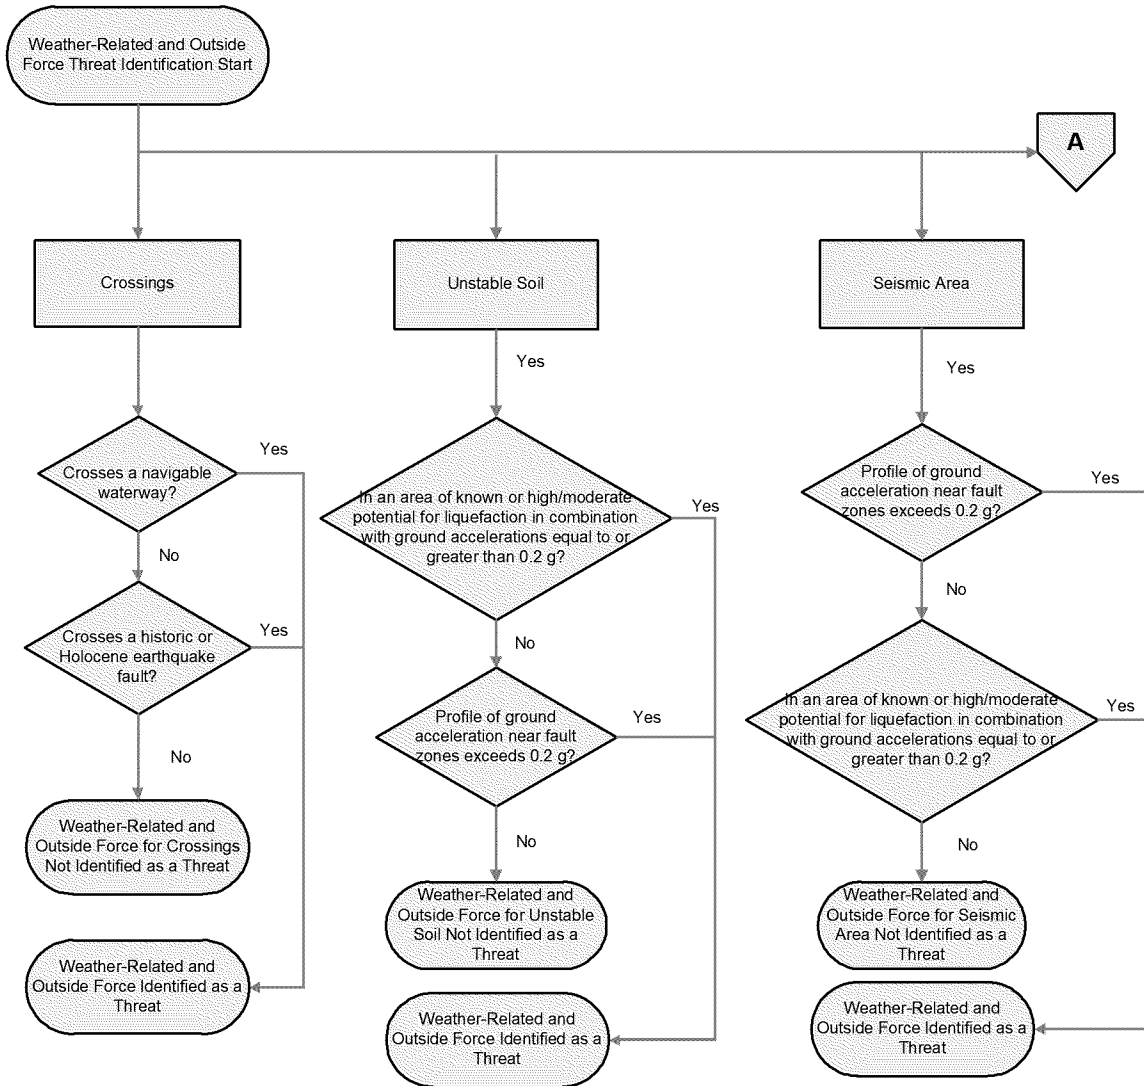 Weather-Related and Outside
Force Threat Identification Start
A
Crossings
Unstable Soil
Seismic Area
Yes
Yes
Crosses a navigable
waterway?
Yes
No
Crosses a historic or
Holocene earthquake
fault?
Yes
No
Weather-Related and
Outside Force for Crossings
Not Identified as a Threat
Weather-Related and
Outside Force Identified as a
Threat
In an area of known or high/moderate
potential for liquefaction in combination
with ground accelerations equal to or
greater than 0.2 g?
Yes
No
Profile of ground
acceleration near fault
zones exceeds 0.2 g?
Yes
No
Weather-Related and
Outside Force for Unstable
Soil Not Identified as a
Threat
Weather-Related and
Outside Force Identified as a
Threat
Profile of ground
acceleration near fault
zones exceeds 0.2 g?
Yes
No
In an area of known or high/moderate
potential for liquefaction in combination
with ground accelerations equal to or
greater than 0.2 g?
Yes
No
Weather-Related and
Outside Force for Seismic
Area Not Identified as a
Threat
Weather-Related and
Outside Force Identified as a
Threat